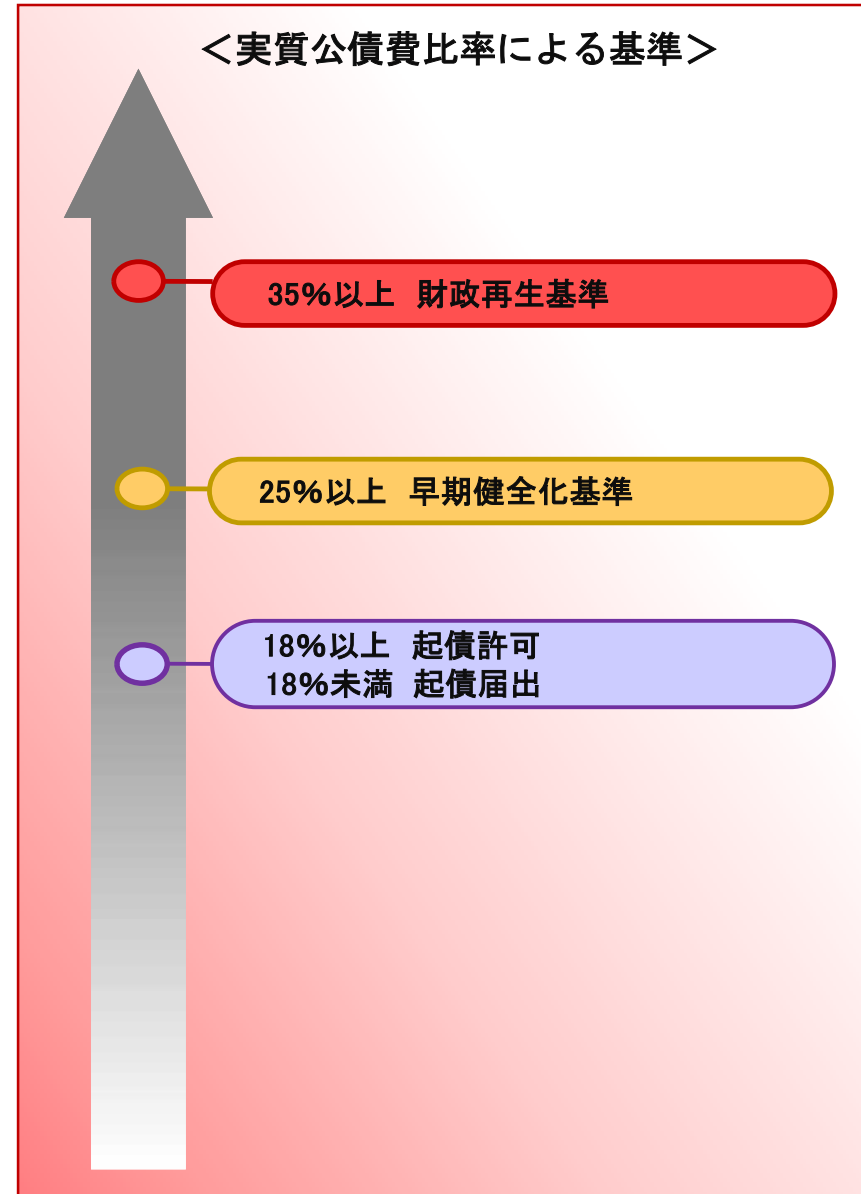 ＜実質公債費比率による基準＞
35%以上　財政再生基準
25%以上　早期健全化基準
18%以上　起債許可
18%未満　起債届出